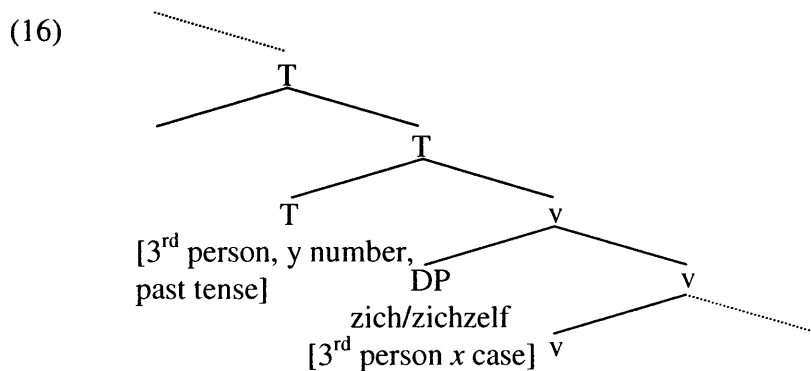 (16)
T
T
T
v
[3rd person, y number,
past tense]
DP
v
zich/zichzelf
[3rd person x case]
v